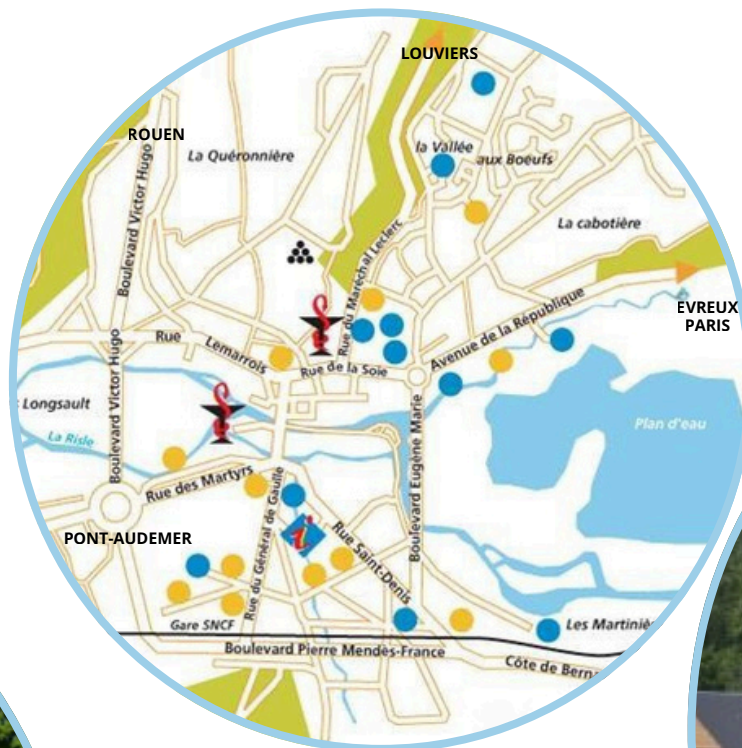 LOUVIERS
ROUEN
La Quéronnière
la Vallée
aux Boeufs
Boulevard Victor Hugo
La cabotière
Rue du Maréchal Leclerc
EVREUX
PARIS
Avenue de la République
Rue Lemarrois
Rue de la Soie
Boulevard Victor Hugo
Longsault
La Risle
Plan d'eau
Boulevard Eugène Marie
Rue des Martyrs
Rue du Général de Gaulle
i
Rue Saint-Denis
PONT-AUDEMER
Gare SNCF
Les Martiniè
Boulevard Pierre Mendès-France
Côte de Berna